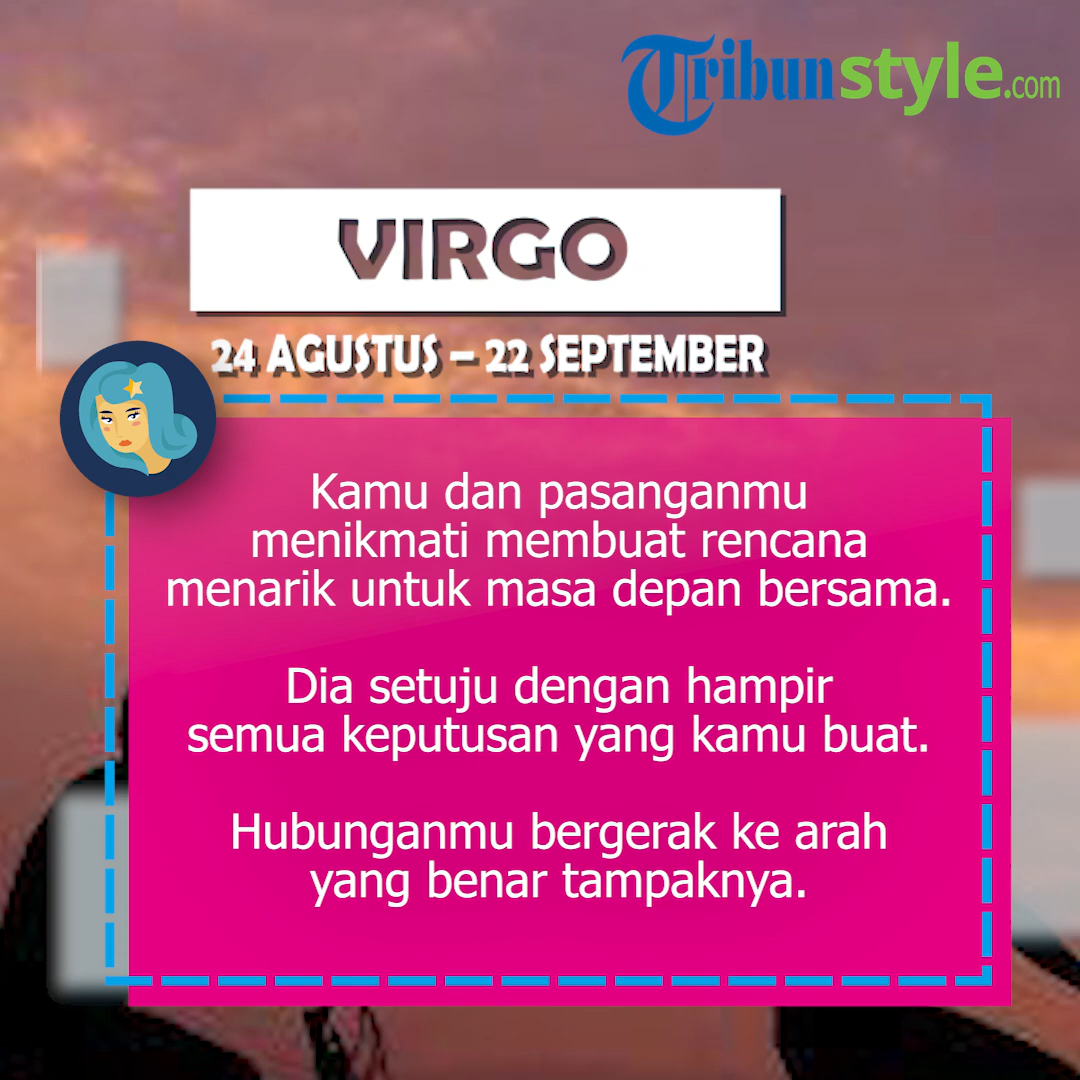 Tribunstyle.com
VIRGO
24 AGUSTUS – 22 SEPTEMBER
Kamu dan pasanganmu
menikmati membuat rencana
menarik untuk masa depan bersama.
Dia setuju dengan hampir
semua keputusan yang kamu buat.
Hubunganmu bergerak ke arah
yang benar tampaknya.